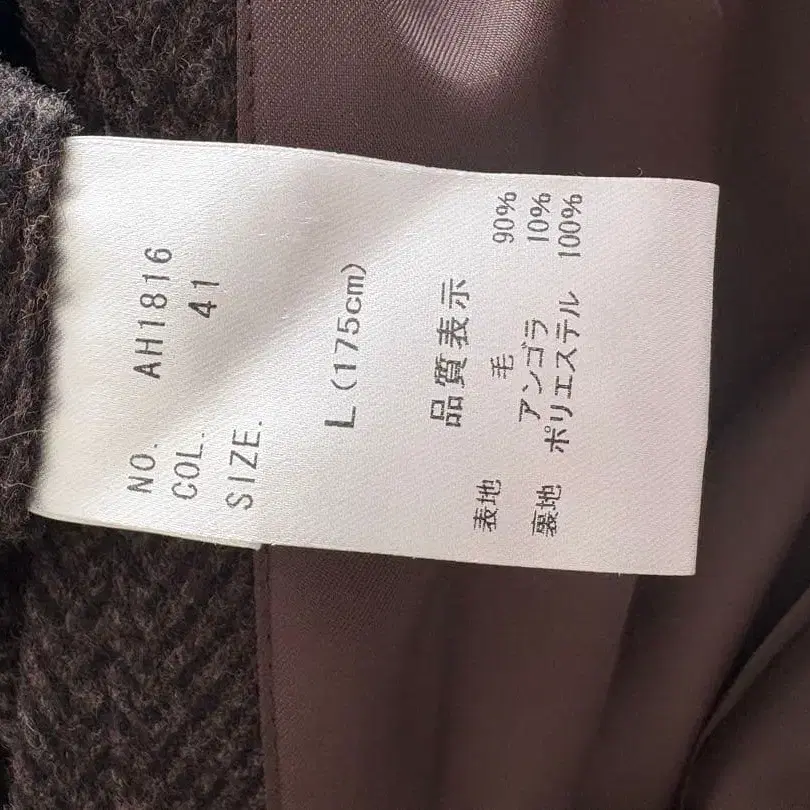 NO. AH1816
COL. 41
SIZE.
L(175cm)
品質表示
表地 毛 90%
アンゴラ 10%
裏地 ポリエステル 100%